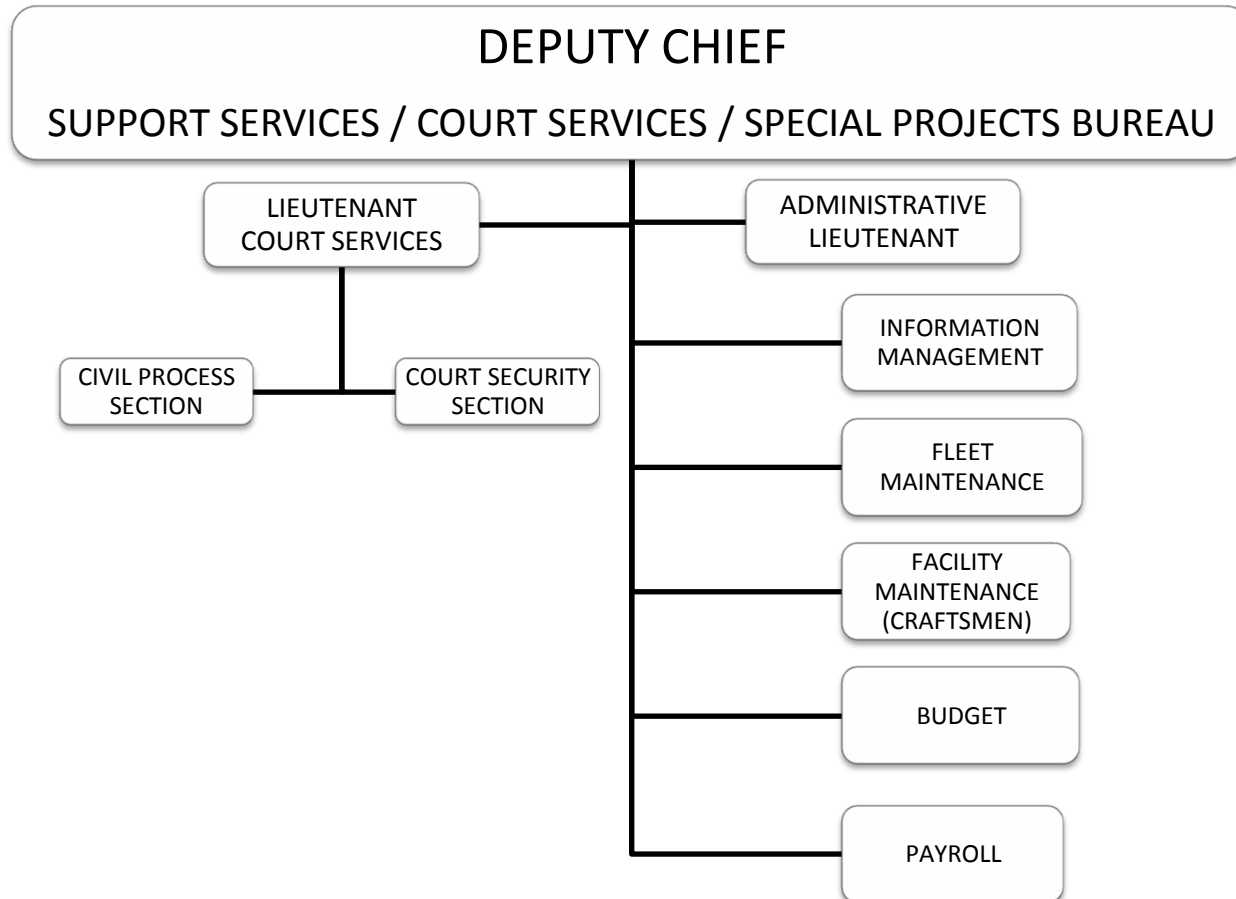 DEPUTY CHIEF
SUPPORT SERVICES / COURT SERVICES / SPECIAL PROJECTS BUREAU
LIEUTENANT
COURT SERVICES
ADMINISTRATIVE
LIEUTENANT
CIVIL PROCESS
SECTION
COURT SECURITY
SECTION
INFORMATION
MANAGEMENT
FLEET
MAINTENANCE
FACILITY
MAINTENANCE
(CRAFTSMEN)
BUDGET
PAYROLL